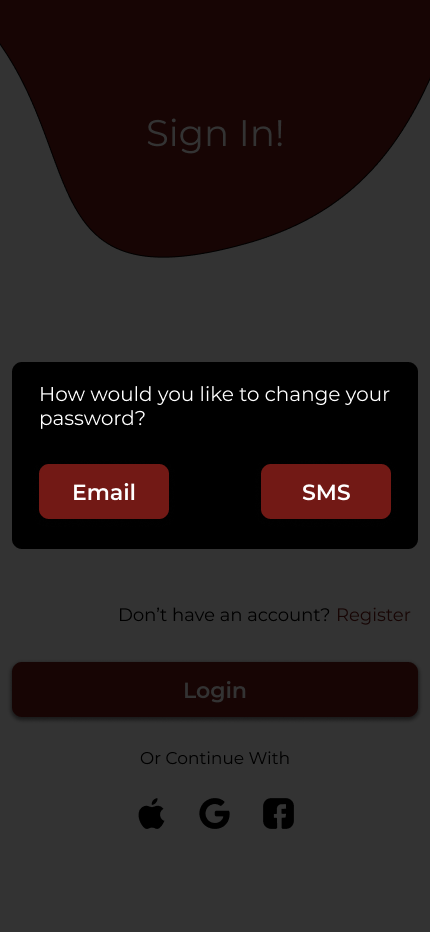 Sign In!
How would you like to change your
password?
Email
SMS
Don’t have an account? Register
Login
Or Continue With